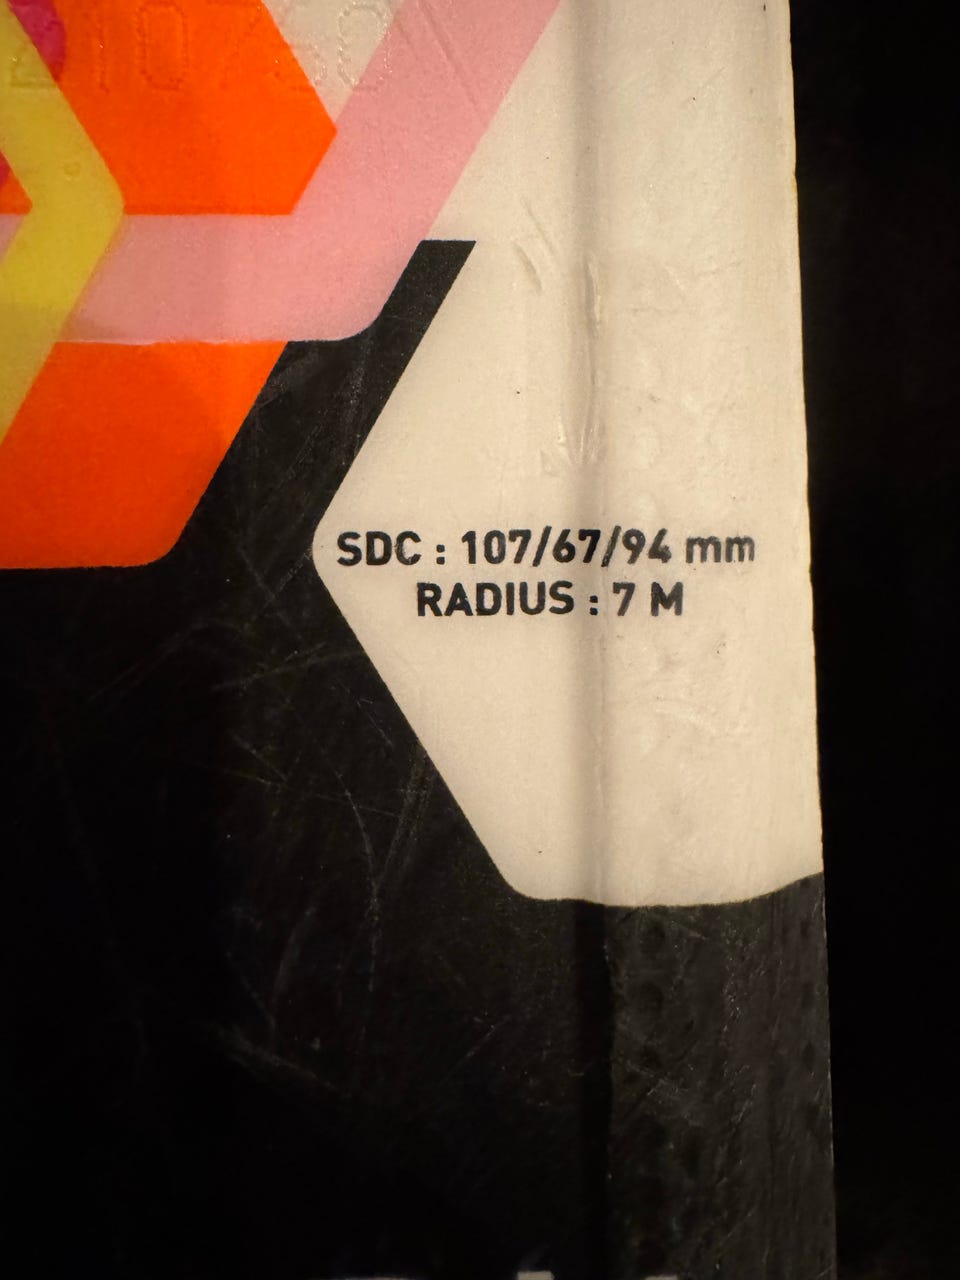 SDC : 107/67/94 mm
RADIUS : 7 M